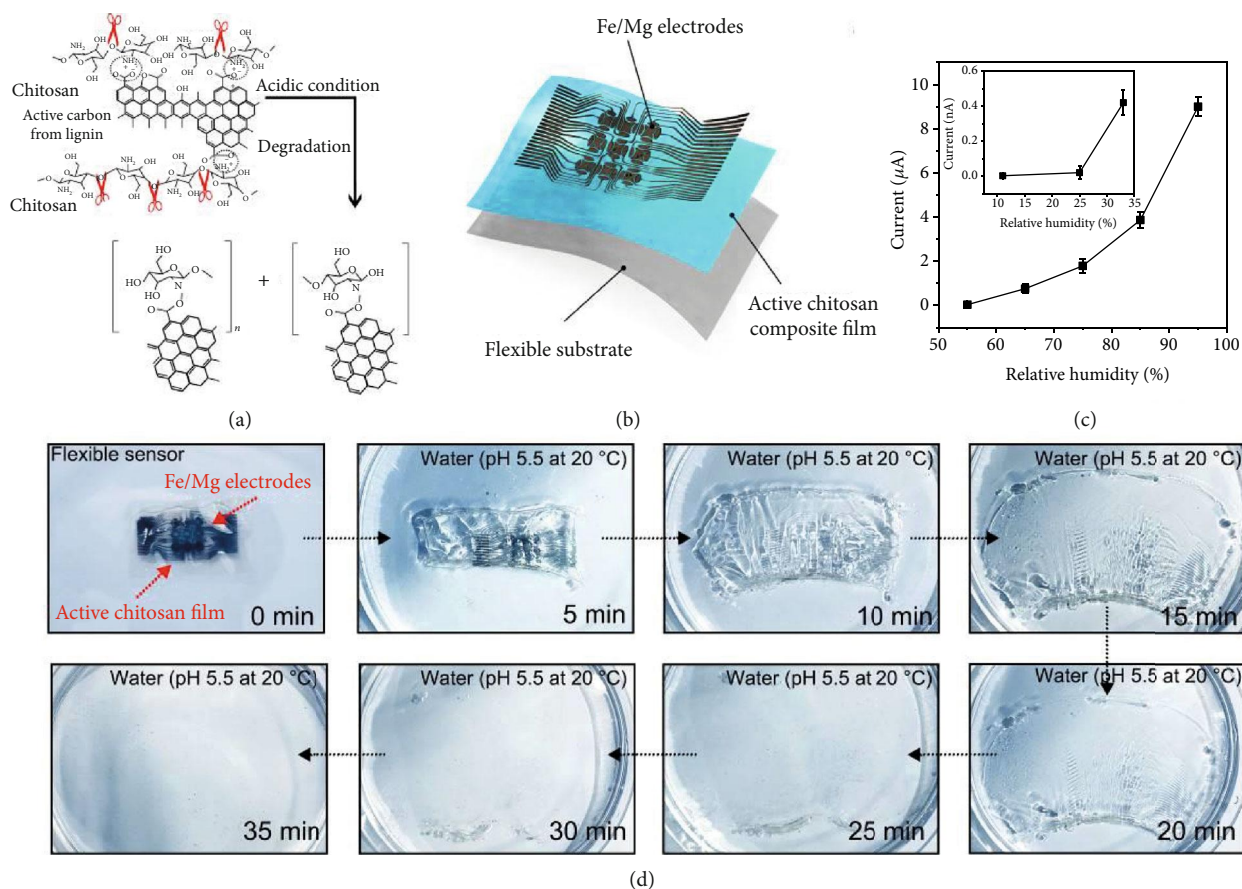 Chitosan
Active carbon
from lignin
Chitosan
Acidic condition
Degradation
NH₂
OH
HO
O
N
n
+
(a)
Fe/Mg electrodes
Active chitosan
composite film
Flexible substrate
(b)
Current (μA)
10
8
6
4
2
0
50 60 70 80 90 100
Relative humidity (%)
Current (nA)
0.6
0.4
0.2
0.0
10 15 20 25 30 35
Relative humidity (%)
(c)
Flexible sensor
Fe/Mg electrodes
Active chitosan film
0 min
Water (pH 5.5 at 20 °C)
5 min
Water (pH 5.5 at 20 °C)
10 min
Water (pH 5.5 at 20 °C)
15 min
Water (pH 5.5 at 20 °C)
35 min
Water (pH 5.5 at 20 °C)
30 min
Water (pH 5.5 at 20 °C)
25 min
Water (pH 5.5 at 20 °C)
20 min
(d)